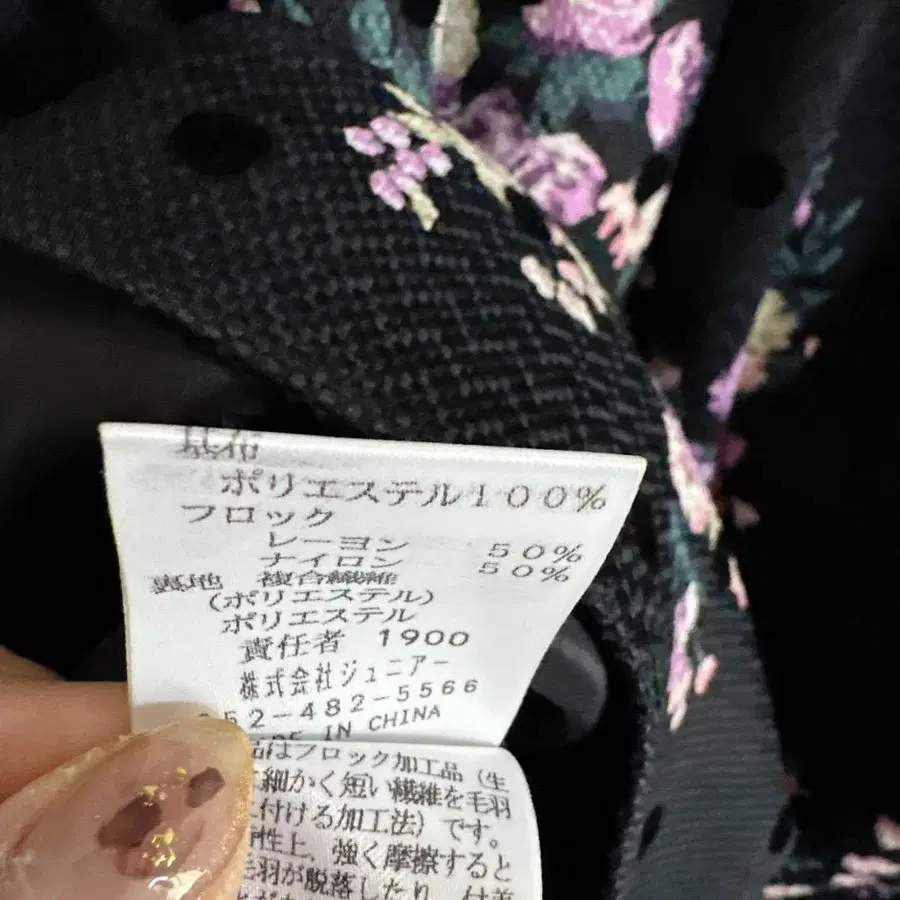 基布
ポリエステル100%
フロック
レーヨン 50%
ナイロン 50%
裏地 複合繊維
(ポリエステル)
ポリエステル
責任者 1900
株式会社ジュニアー
52-482-5566
IN CHINA
品はフロック加工品(生
細かく短い繊維を毛羽
付ける加工法)です。
性上、強く摩擦すると
毛羽が脱落したり、付着